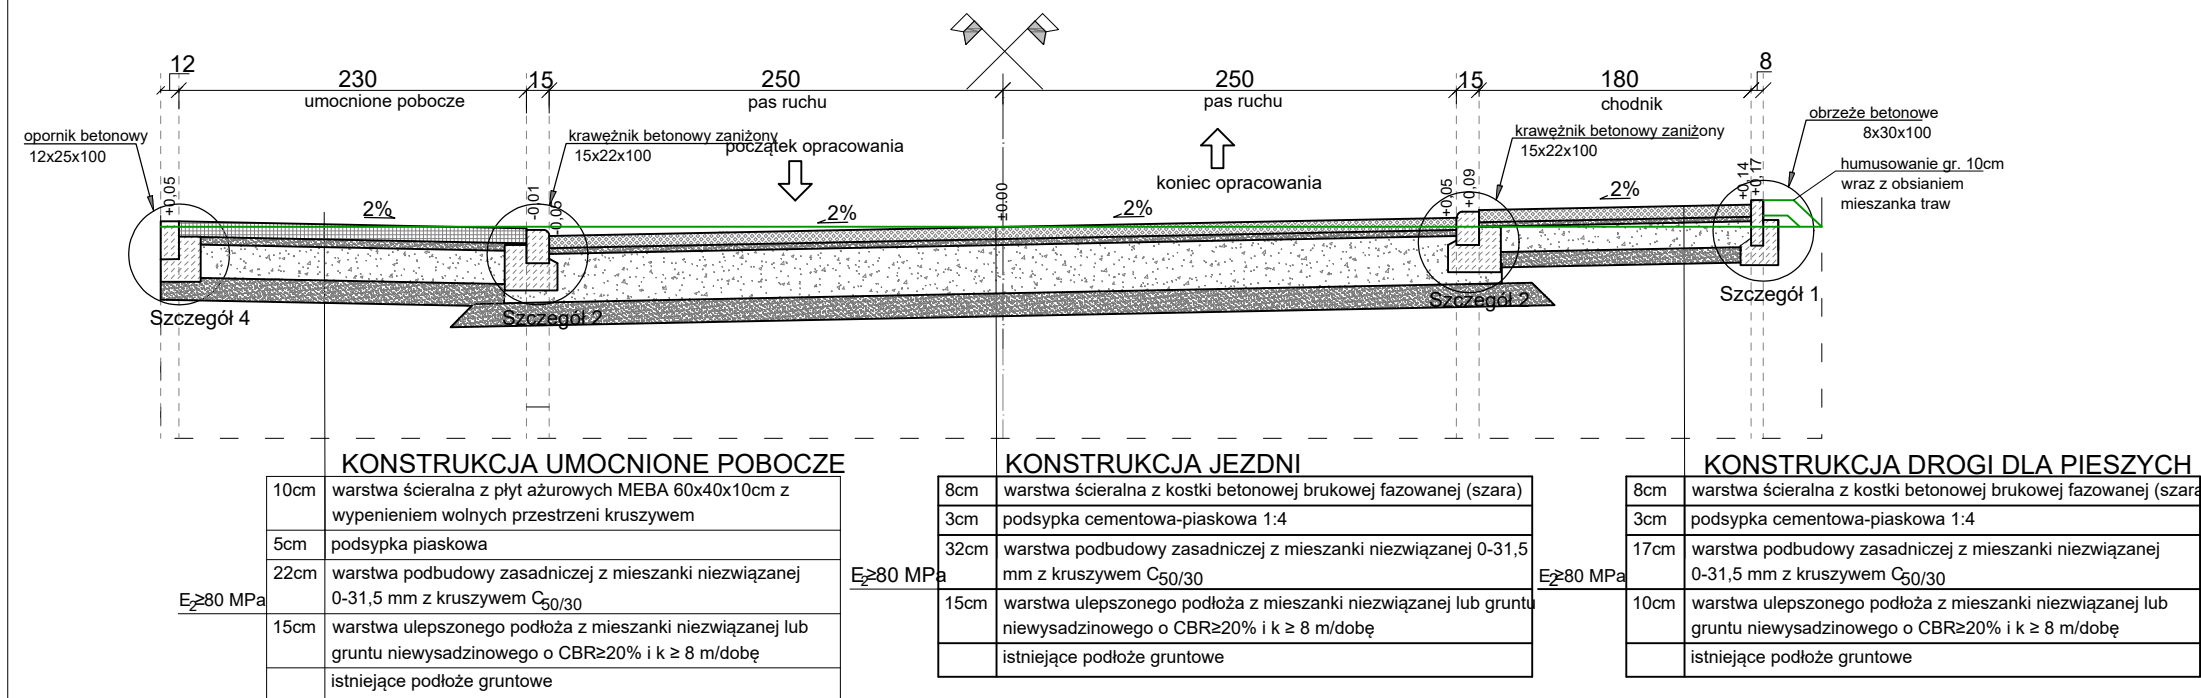 12
230
15
250
250
15
180
8
umocnione pobocze
pas ruchu
pas ruchu
chodnik
opornik betonowy
12x25x100
krawężnik betonowy zaniżony
15x22x100
początek opracowania
koniec opracowania
krawężnik betonowy zaniżony
15x22x100
obrzeże betonowe
8x30x100
humusowanie gr. 10cm
wraz z obsianiem
mieszanka traw
+0,05
-0,01
±0.00
+0,05
+0,09
+0,14
+0,17
2%
2%
2%
2%
Szczegół 4
Szczegół 2
Szczegół 2
Szczegół 1
KONSTRUKCJA UMOCNIONE POBOCZE
10cm warstwa ścieralna z płyt ażurowych MEBA 60x40x10cm z
wypenieniem wolnych przestrzeni kruszywem
5cm podsypka piaskowa
22cm warstwa podbudowy zasadniczej z mieszanki niezwiązanej
0-31,5 mm z kruszywem C50/30
E2≥80 MPa
15cm warstwa ulepszonego podłoża z mieszanki niezwiązanej lub
gruntu niewysadzinowego o CBR≥20% i k ≥ 8 m/dobę
istniejące podłoże gruntowe
KONSTRUKCJA JEZDNI
8cm warstwa ścieralna z kostki betonowej brukowej fazowanej (szara)
3cm podsypka cementowa-piaskowa 1:4
32cm warstwa podbudowy zasadniczej z mieszanki niezwiązanej 0-31,5
mm z kruszywem C50/30
E2≥80 MPa
15cm warstwa ulepszonego podłoża z mieszanki niezwiązanej lub gruntu
niewysadzinowego o CBR≥20% i k ≥ 8 m/dobę
istniejące podłoże gruntowe
KONSTRUKCJA DROGI DLA PIESZYCH
8cm warstwa ścieralna z kostki betonowej brukowej fazowanej (szara
3cm podsypka cementowa-piaskowa 1:4
17cm warstwa podbudowy zasadniczej z mieszanki niezwiązanej
0-31,5 mm z kruszywem C50/30
E2≥80 MPa
10cm warstwa ulepszonego podłoża z mieszanki niezwiązanej lub
gruntu niewysadzinowego o CBR≥20% i k ≥ 8 m/dobę
istniejące podłoże gruntowe